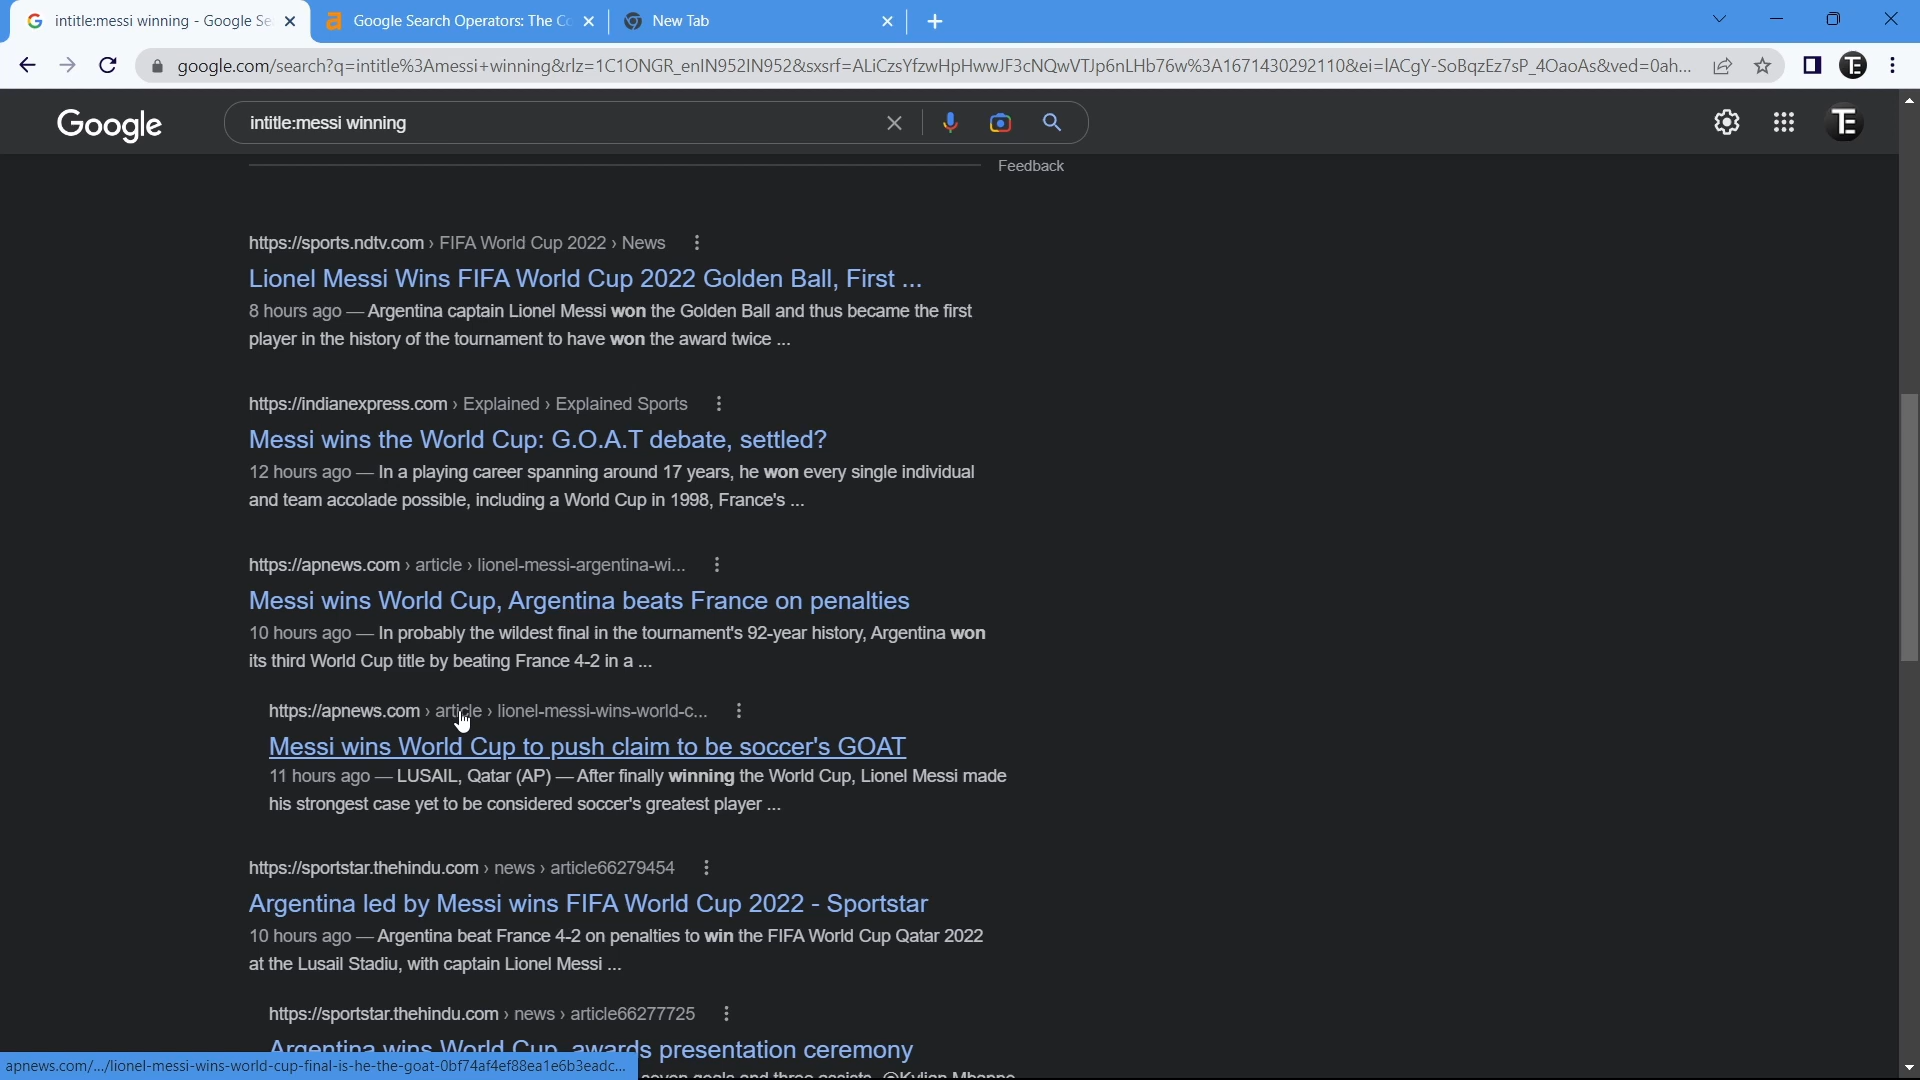 intitle:messi winning - Google Se
Google Search Operators: The Co
New Tab
google.com/search?q=intitle%3Amessi+winning&rlz=1C1ONGR_enIN952IN952&sxsrf=ALiCzsYfzwHpHwwJF3cNQwVTJp6nLHb76w%3A1671430292110&ei=lACgY-SoBqzEz7sP_4OaoAs&ved=0ah...
Google
intitle:messi winning
Feedback
https://sports.ndtv.com › FIFA World Cup 2022 › News
Lionel Messi Wins FIFA World Cup 2022 Golden Ball, First ...
8 hours ago — Argentina captain Lionel Messi won the Golden Ball and thus became the first
player in the history of the tournament to have won the award twice ...
https://indianexpress.com › Explained › Explained Sports
Messi wins the World Cup: G.O.A.T debate, settled?
12 hours ago — In a playing career spanning around 17 years, he won every single individual
and team accolade possible, including a World Cup in 1998, France's ...
https://apnews.com › article › lionel-messi-argentina-wi...
Messi wins World Cup, Argentina beats France on penalties
10 hours ago — In probably the wildest final in the tournament's 92-year history, Argentina won
its third World Cup title by beating France 4-2 in a ...
https://apnews.com › article › lionel-messi-wins-world-c...
Messi wins World Cup to push claim to be soccer's GOAT
11 hours ago — LUSAIL, Qatar (AP) — After finally winning the World Cup, Lionel Messi made
his strongest case yet to be considered soccer's greatest player ...
https://sportstar.thehindu.com › news › article66279454
Argentina led by Messi wins FIFA World Cup 2022 - Sportstar
10 hours ago — Argentina beat France 4-2 on penalties to win the FIFA World Cup Qatar 2022
at the Lusail Stadiu, with captain Lionel Messi ...
https://sportstar.thehindu.com › news › article66277725
Argentina wins World Cup, awards presentation ceremony
apnews.com/.../lionel-messi-wins-world-cup-final-is-he-the-goat-0bf74af4ef88ea1e6b3eadc...
seven goals and three assists. @Kylian Mbappe